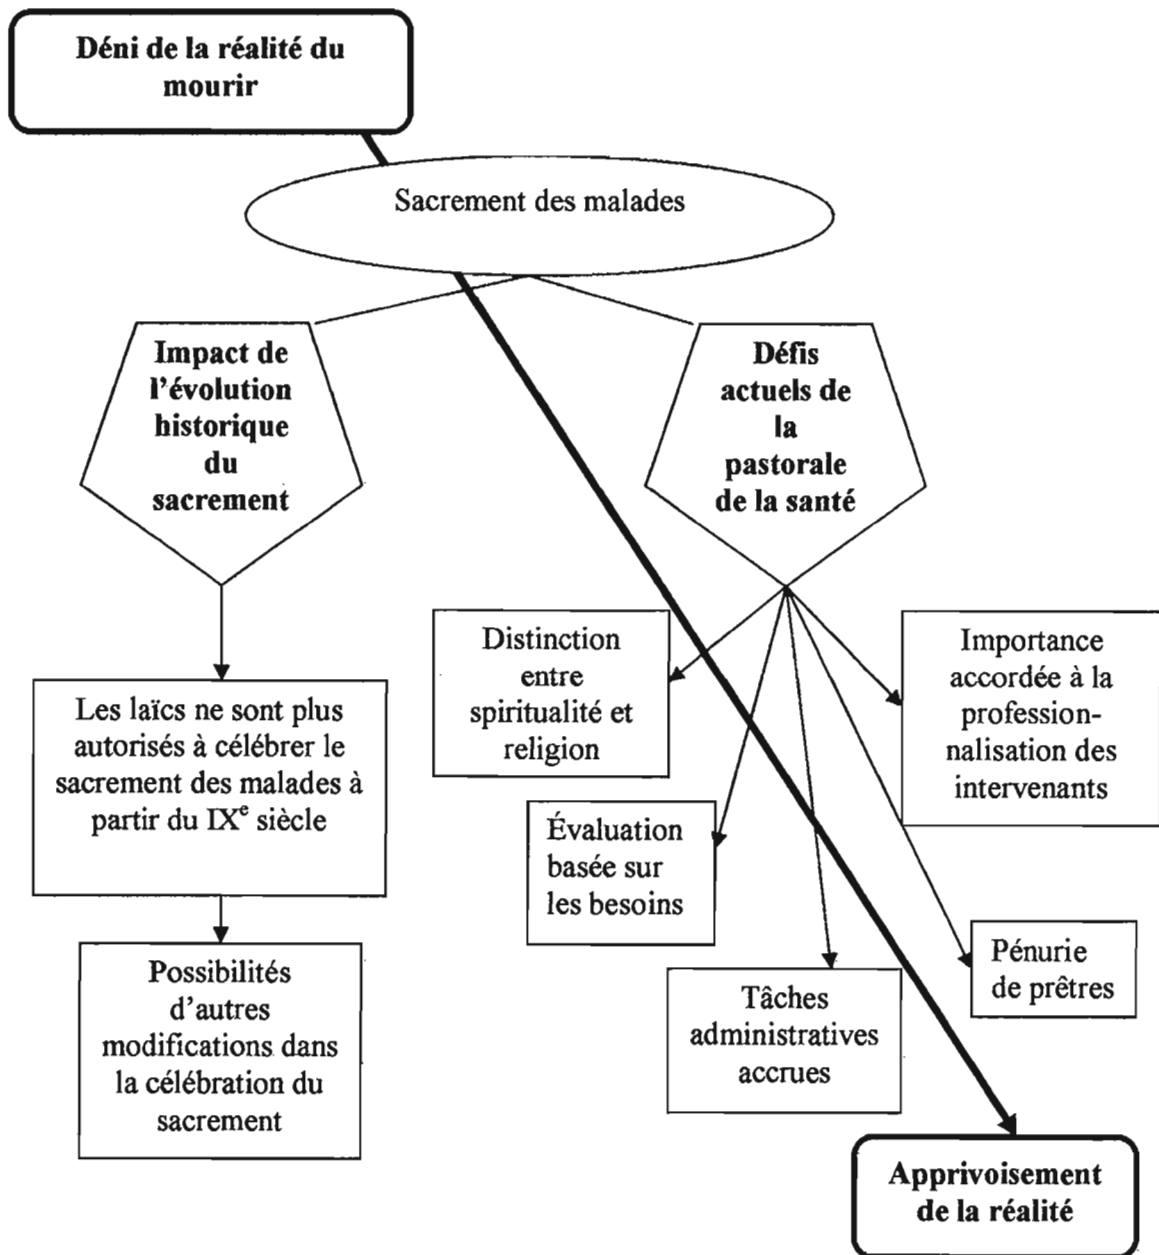 Déni de la réalité du
mourir
Sacrement des malades
Impact de
l'évolution
historique
du
sacrement
Défis
actuels de
la
pastorale
de la santé
Les laïcs ne sont plus
autorisés à célébrer le
sacrement des malades à
partir du IXe siècle
Possibilités
d'autres
modifications dans
la célébration du
sacrement
Distinction
entre
spiritualité et
religion
Évaluation
basée sur
les besoins
Tâches
administratives
accrues
Pénurie
de prêtres
Importance
accordée à la
profession-
nalisation des
intervenants
Apprivoisement
de la réalité